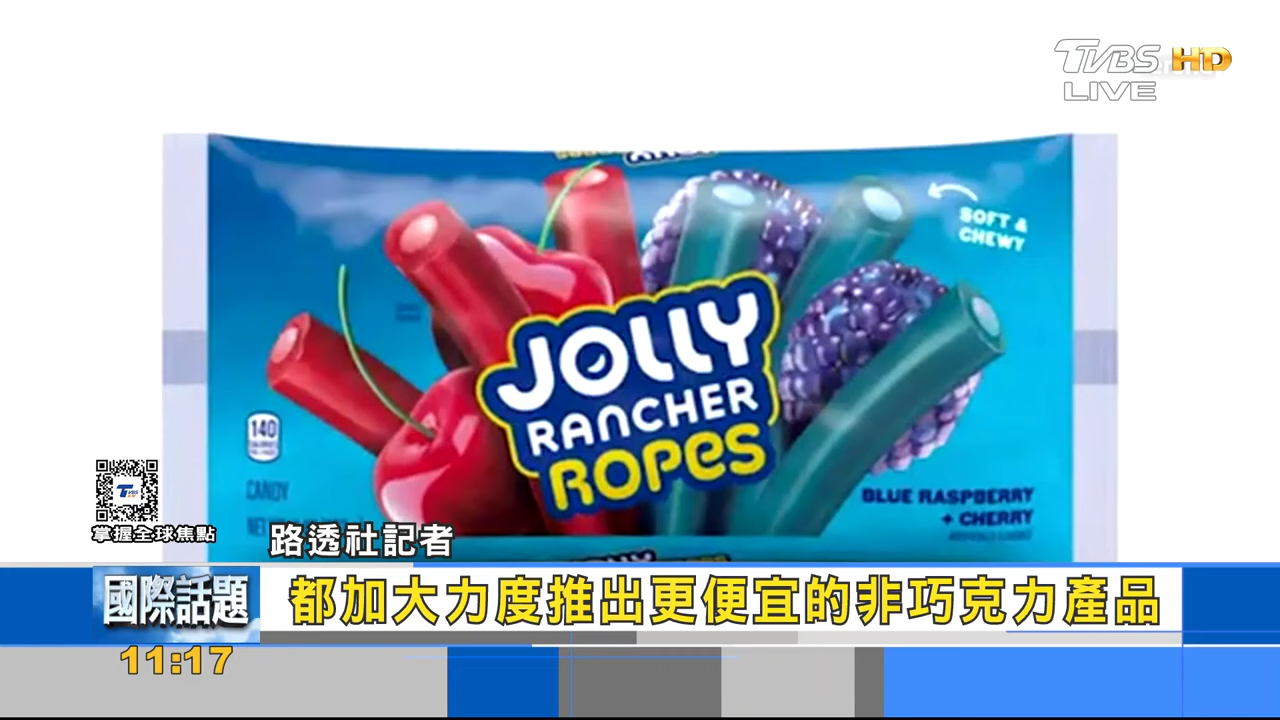 TVBS HD
LIVE
SOFT &
CHEWY
JOLLY
RANCHER
ROPES
140
CANDY
BLUE RASPBERRY
+ CHERRY
掌握全球焦點
路透社記者
國際話題
都加大力度推出更便宜的非巧克力產品
11:17